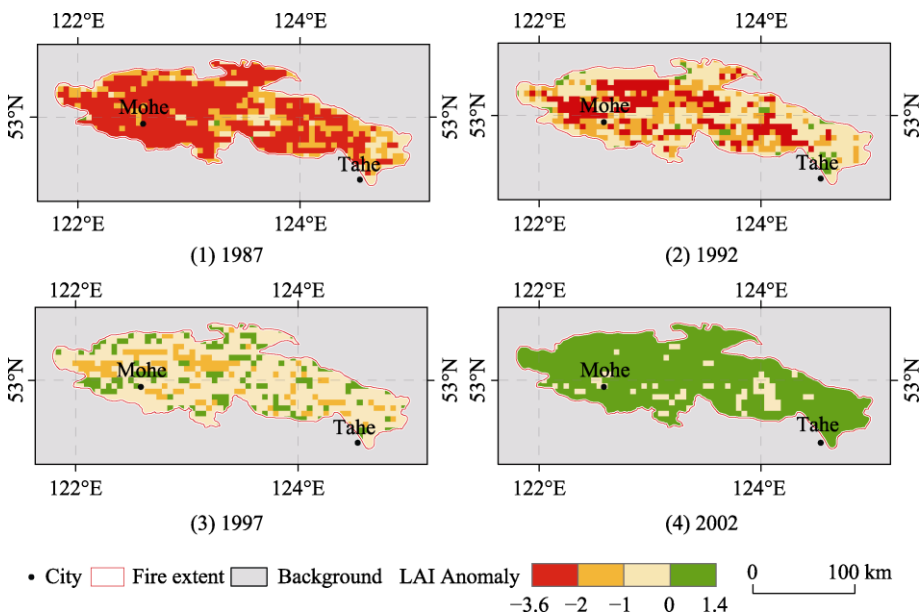 122°E 124°E 122°E 124°E
53°N Mohe Tahe 53°N 53°N Mohe Tahe 53°N
122°E 124°E 122°E 124°E
(1) 1987 (2) 1992
122°E 124°E 122°E 124°E
53°N Mohe Tahe 53°N 53°N Mohe Tahe 53°N
122°E 124°E 122°E 124°E
(3) 1997 (4) 2002
City Fire extent Background LAI Anomaly 0 100 km
−3.6 −2 −1 0 1.4